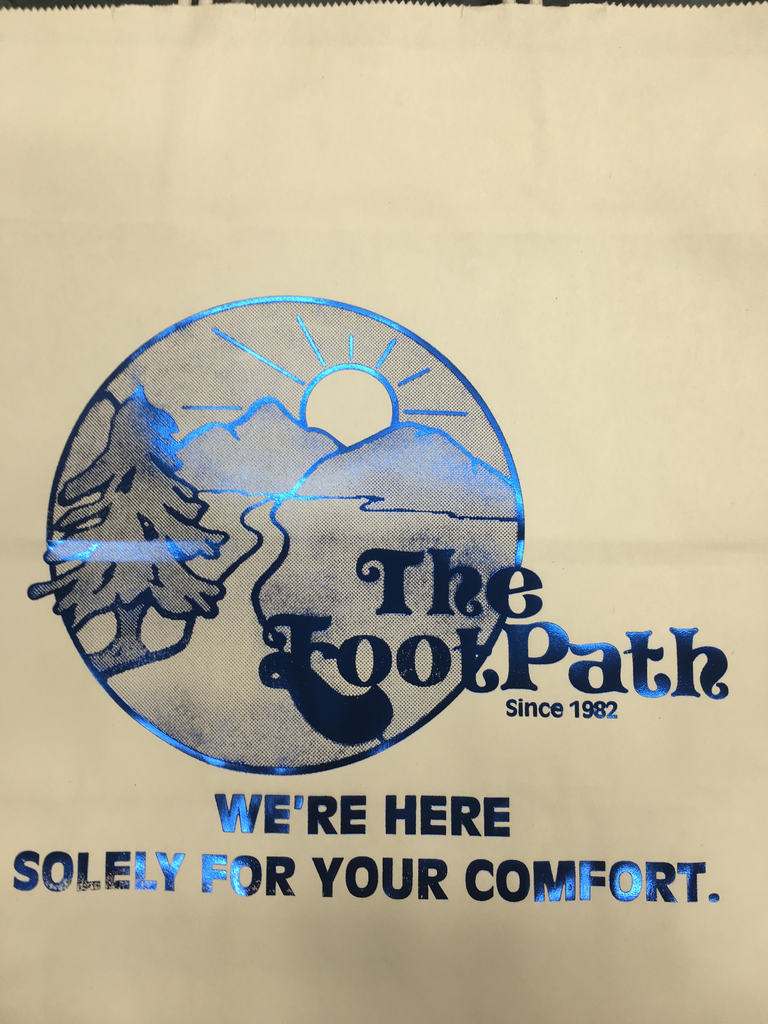 The
FootPath
Since 1982
WE'RE HERE
SOLELY FOR YOUR COMFORT.